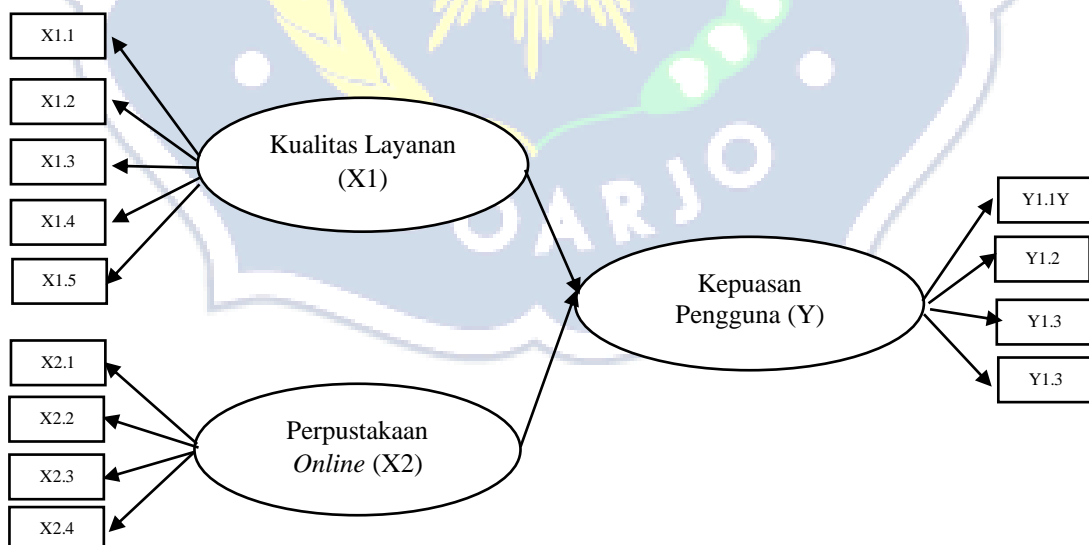 X1.1
X1.2
X1.3
X1.4
X1.5
Kualitas Layanan
(X1)
OARJO
X2.1
X2.2
X2.3
X2.4
Perpustakaan
Online (X2)
Kepuasan
Pengguna (Y)
Y1.1Y
Y1.2
Y1.3
Y1.3